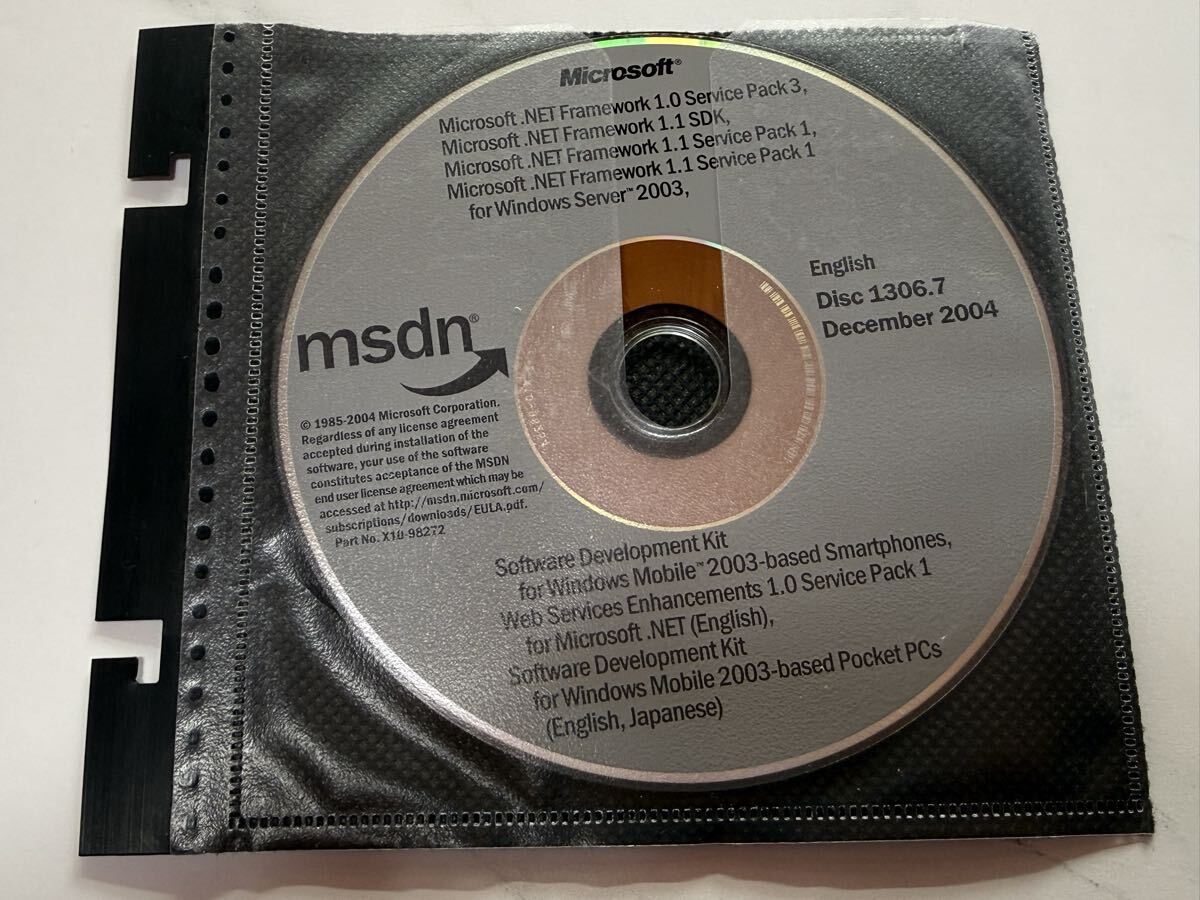 Microsoft®
Microsoft .NET Framework 1.0 Service Pack 3,
Microsoft .NET Framework 1.1 SDK,
Microsoft .NET Framework 1.1 Service Pack 1,
Microsoft .NET Framework 1.1 Service Pack 1
for Windows Server™ 2003,
English
Disc 1306.7
December 2004
msdn®
© 1985-2004 Microsoft Corporation.
Regardless of any license agreement
accepted during installation of the
software, your use of the software
constitutes acceptance of the MSDN
end user license agreement which may be
accessed at http://msdn.microsoft.com/
subscriptions/downloads/EULA.pdf.
Part No. X10-98272
Software Development Kit
for Windows Mobile™ 2003-based Smartphones,
Web Services Enhancements 1.0 Service Pack 1
for Microsoft .NET (English),
Software Development Kit
for Windows Mobile 2003-based Pocket PCs
(English, Japanese)